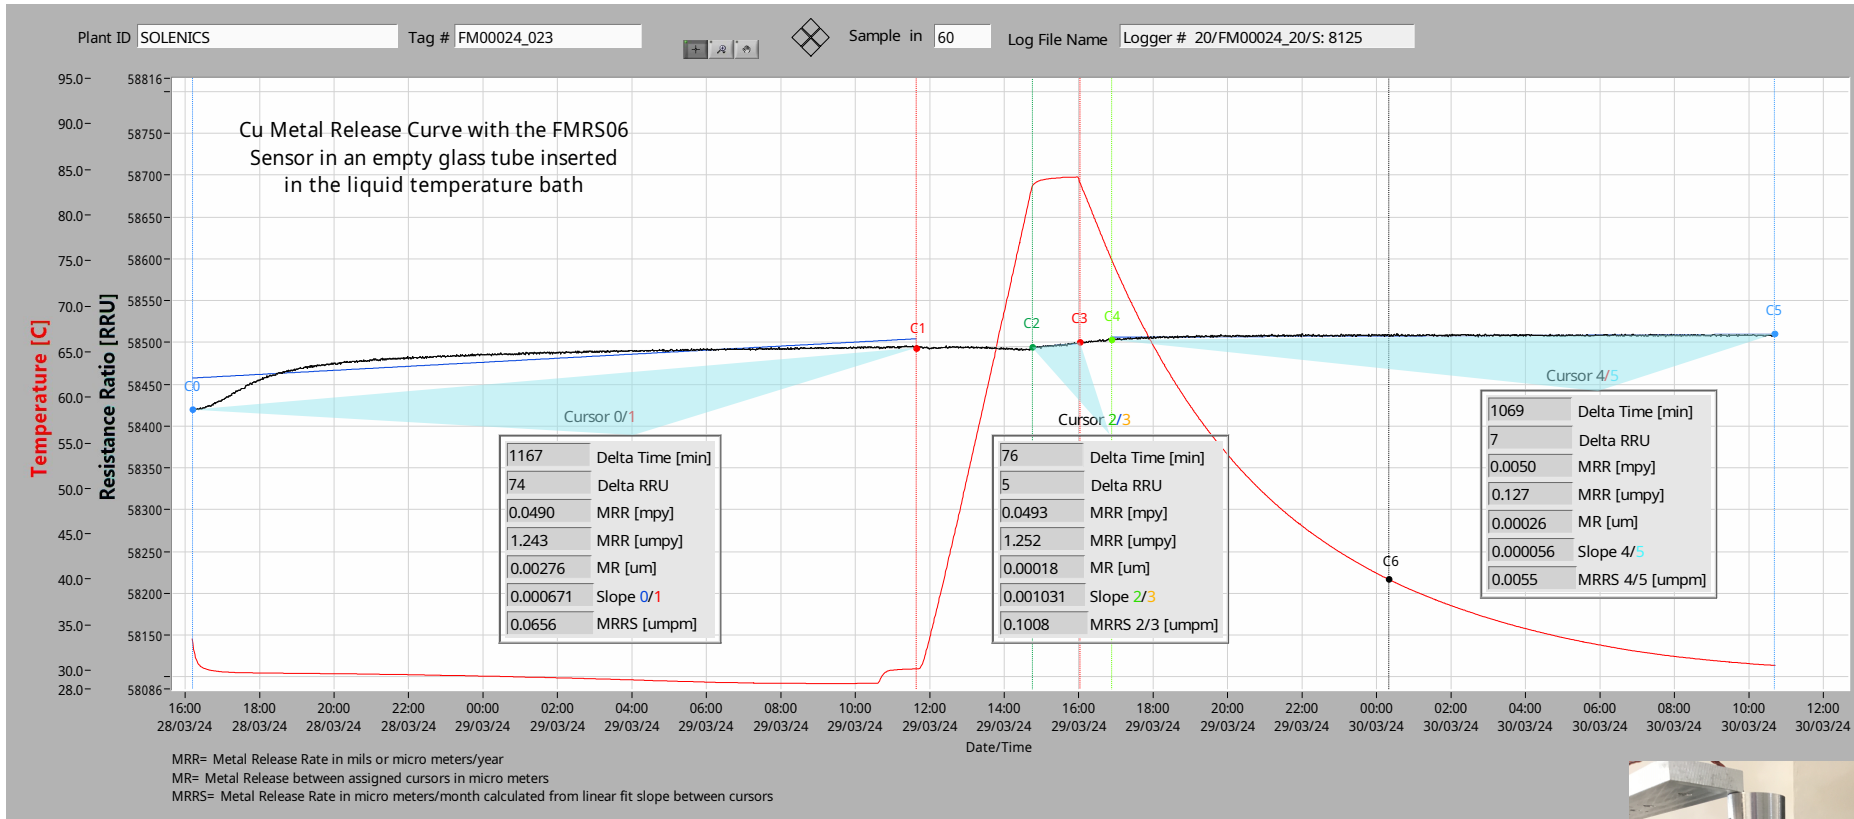 Plant ID SOLENICS Tag # FM00024_023 Sample in 60 Log File Name Logger # 20/FM00024_20/S: 8125
Cu Metal Release Curve with the FMRS06
Sensor in an empty glass tube inserted
in the liquid temperature bath
Temperature [C]
95.0
90.0
85.0
80.0
75.0
70.0
65.0
60.0
55.0
50.0
45.0
40.0
35.0
30.0
28.0
Resistance Ratio [RRU]
58816
58750
58700
58650
58600
58550
58500
58450
58400
58350
58300
58250
58200
58150
58086
C0
C1
C2
C3
C4
C5
C6
Cursor 0/1
1167 Delta Time [min]
74 Delta RRU
0.0490 MRR [mpy]
1.243 MRR [umpy]
0.00276 MR [um]
0.000671 Slope 0/1
0.0656 MRRS [umpm]
Cursor 2/3
76 Delta Time [min]
5 Delta RRU
0.0493 MRR [mpy]
1.252 MRR [umpy]
0.00018 MR [um]
0.001031 Slope 2/3
0.1008 MRRS 2/3 [umpm]
Cursor 4/5
1069 Delta Time [min]
7 Delta RRU
0.0050 MRR [mpy]
0.127 MRR [umpy]
0.00026 MR [um]
0.000056 Slope 4/5
0.0055 MRRS 4/5 [umpm]
16:00 18:00 20:00 22:00 00:00 02:00 04:00 06:00 08:00 10:00 12:00 14:00 16:00 18:00 20:00 22:00 00:00 02:00 04:00 06:00 08:00 10:00 12:00
28/03/24 28/03/24 28/03/24 28/03/24 29/03/24 29/03/24 29/03/24 29/03/24 29/03/24 29/03/24 29/03/24 29/03/24 29/03/24 29/03/24 29/03/24 29/03/24 30/03/24 30/03/24 30/03/24 30/03/24 30/03/24 30/03/24 30/03/24
Date/Time
MRR= Metal Release Rate in mils or micro meters/year
MR= Metal Release between assigned cursors in micro meters
MRRS= Metal Release Rate in micro meters/month calculated from linear fit slope between cursors